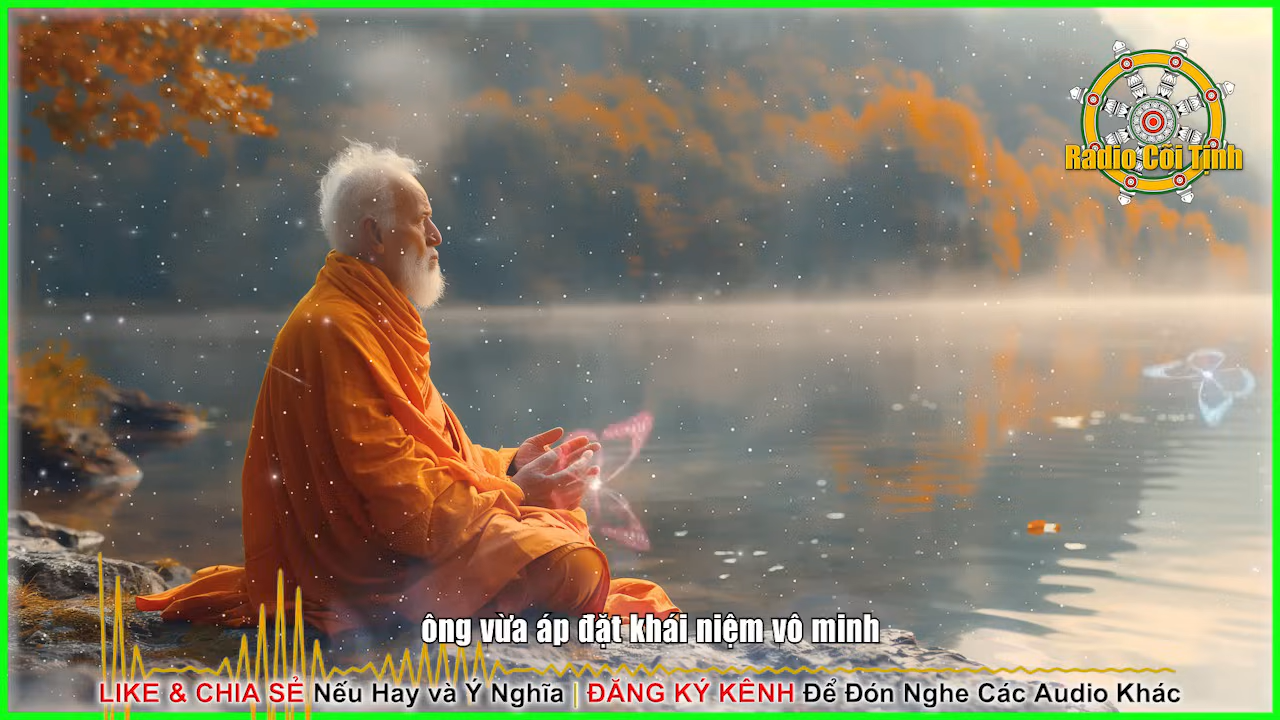 Radio Cõi Tịnh
ông vừa áp đặt khái niệm vô minh
LIKE & CHIA SẺ Nếu Hay và Ý Nghĩa | ĐĂNG KÝ KÊNH Để Đón Nghe Các Audio Khác